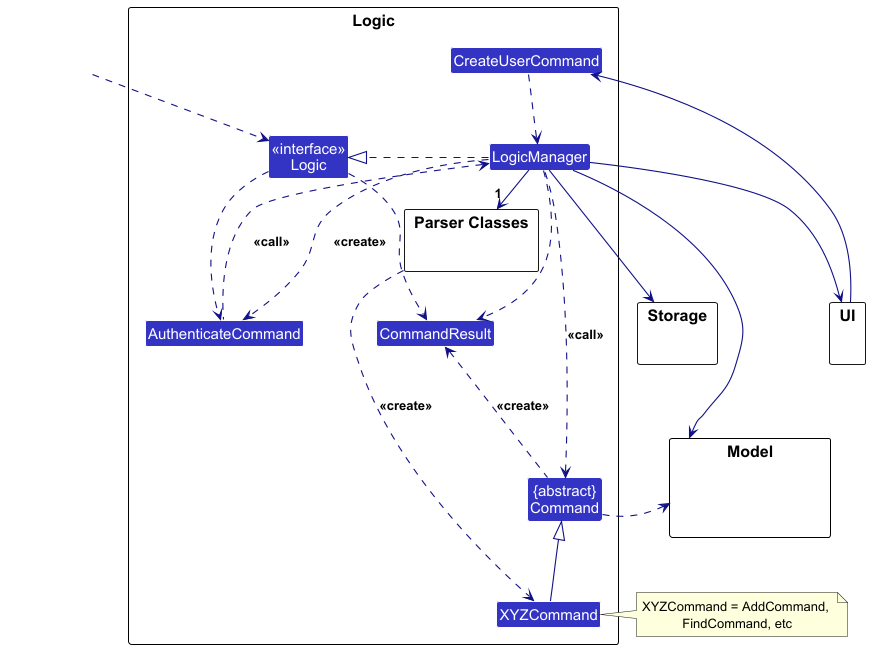 Logic
CreateUserCommand
«interface»
Logic
LogicManager
1
Parser Classes
«call»
«create»
AuthenticateCommand
CommandResult
«call»
Storage
UI
«create»
«create»
Model
{abstract}
Command
XYZCommand
XYZCommand = AddCommand,
FindCommand, etc